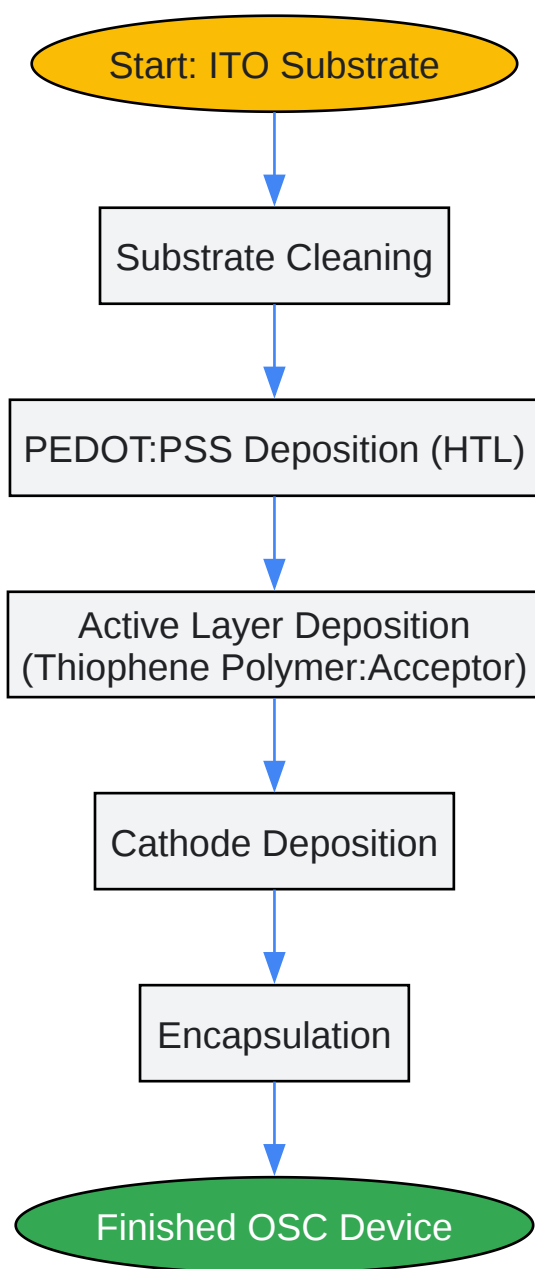 Start: ITO Substrate
Substrate Cleaning
PEDOT:PSS Deposition (HTL)
Active Layer Deposition
(Thiophene Polymer:Acceptor)
Cathode Deposition
Encapsulation
Finished OSC Device